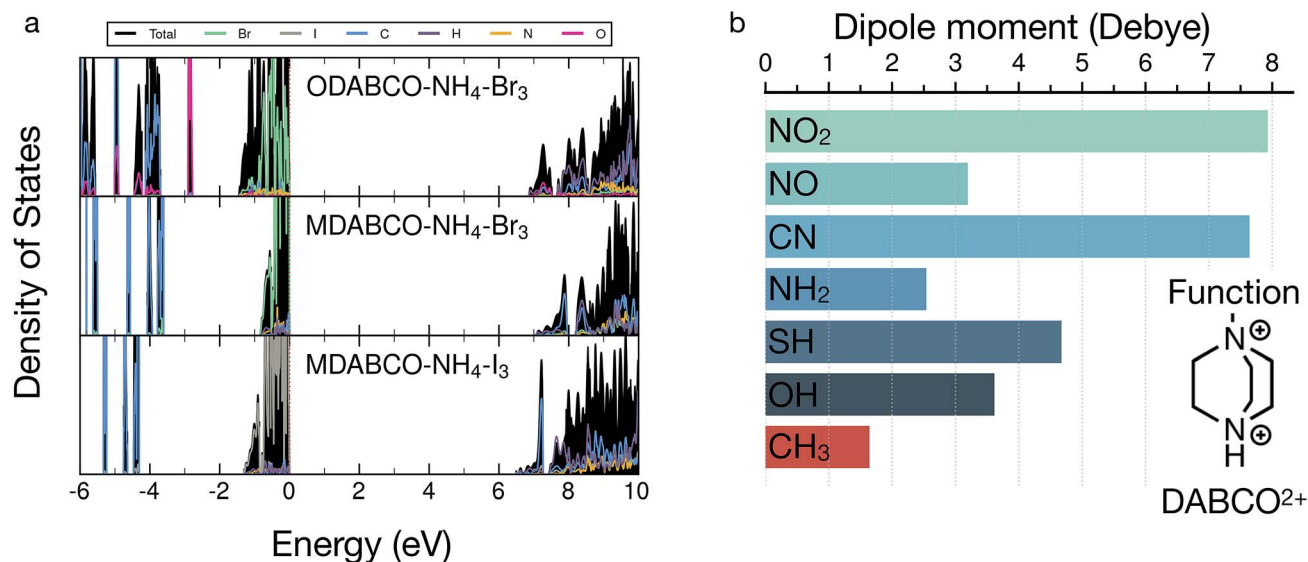 a
Total Br I C H N O
Density of States
ODABCO-NH₄-Br₃
MDABCO-NH₄-Br₃
MDABCO-NH₄-I₃
-6 -4 -2 0 2 4 6 8 10
Energy (eV)
b
Dipole moment (Debye)
0 1 2 3 4 5 6 7 8
NO₂
NO
CN
NH₂
SH
OH
CH₃
Function
N⊕
N⊕
H
DABCO²⁺